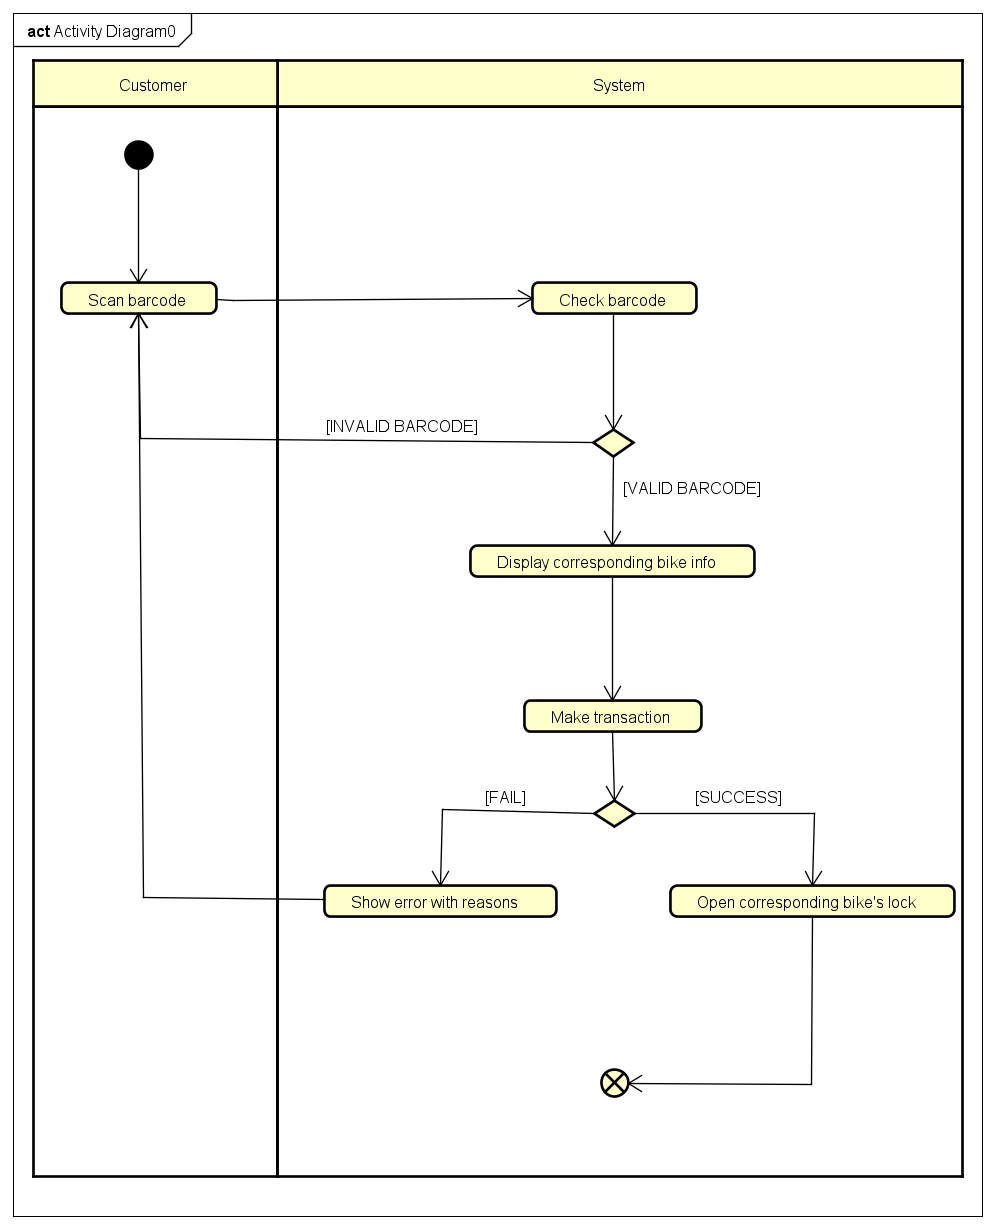 act Activity Diagram0
Customer
System
Scan barcode
Check barcode
[INVALID BARCODE]
[VALID BARCODE]
Display corresponding bike info
Make transaction
[FAIL]
[SUCCESS]
Show error with reasons
Open corresponding bike's lock